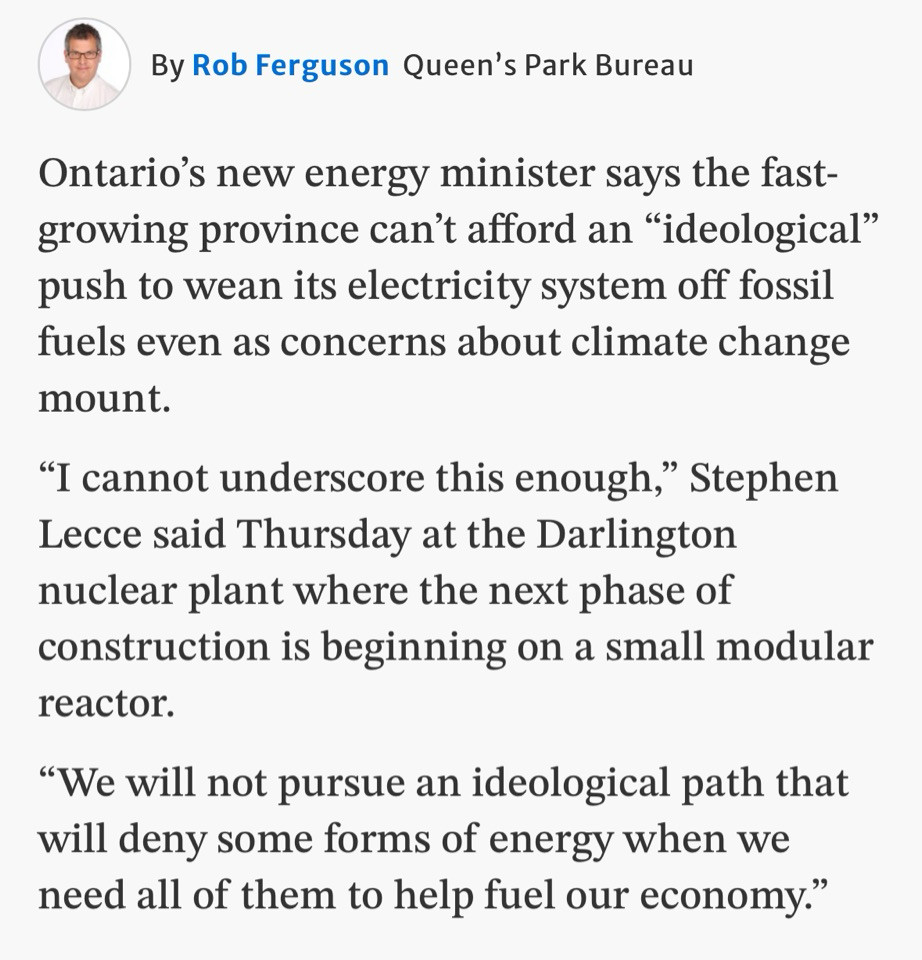 By Rob Ferguson Queen’s Park Bureau
Ontario’s new energy minister says the fast-
growing province can’t afford an “ideological”
push to wean its electricity system off fossil
fuels even as concerns about climate change
mount.
“I cannot underscore this enough,” Stephen
Lecce said Thursday at the Darlington
nuclear plant where the next phase of
construction is beginning on a small modular
reactor.
“We will not pursue an ideological path that
will deny some forms of energy when we
need all of them to help fuel our economy.”